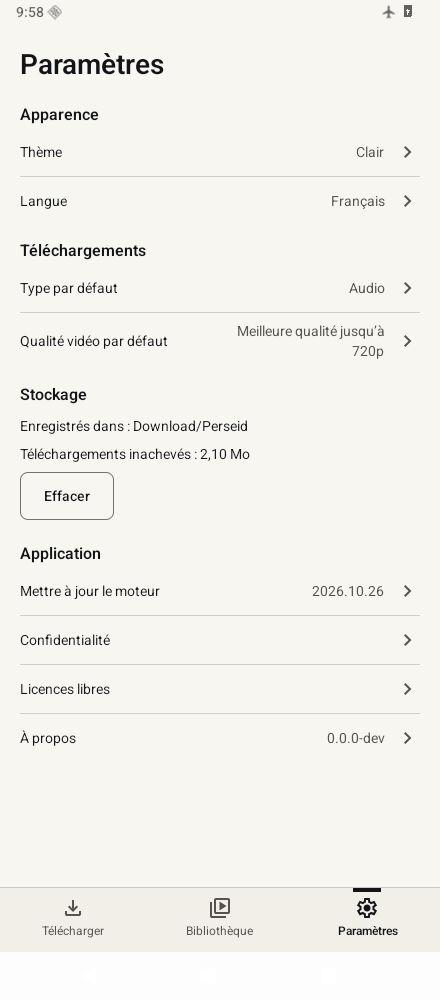 9:58
Paramètres
Apparence
Thème Clair
Langue Français
Téléchargements
Type par défaut Audio
Qualité vidéo par défaut Meilleure qualité jusqu’à
720p
Stockage
Enregistrés dans : Download/Perseid
Téléchargements inachevés : 2,10 Mo
Effacer
Application
Mettre à jour le moteur 2026.10.26
Confidentialité
Licences libres
À propos 0.0.0-dev
Télécharger Bibliothèque Paramètres